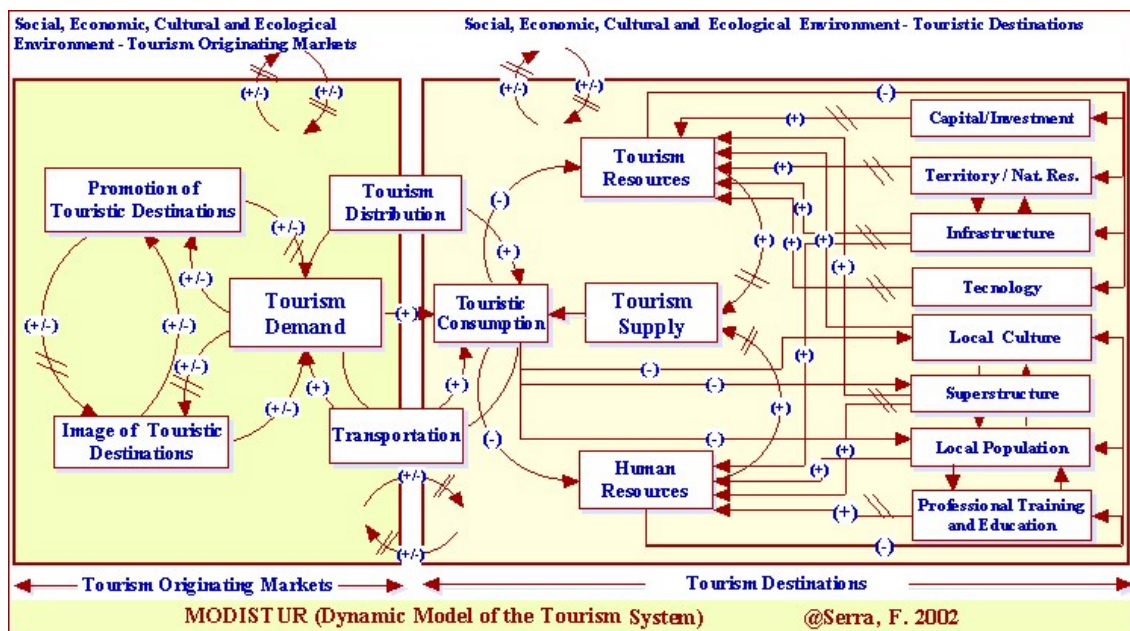 Social, Economic, Cultural and Ecological
Environment - Tourism Originating Markets
Social, Economic, Cultural and Ecological Environment - Touristic Destinations
(+/-)
(+/-)
(+/-)
(+/-)
(-)
Capital/Investment
(+)
Tourism
Resources
Territory / Nat. Res.
(+)
Promotion of
Touristic Destinations
Tourism
Distribution
(-)
(+/-)
(+)
(+)
(+)
(+)
(+)
(+)
(+)
Infrastructure
(+/-)
Tourism
Demand
(+)
Touristic
Consumption
Tourism
Supply
Tecnology
(+/-)
(+/-)
(+/-)
Local Culture
(+)
(-)
(-)
Superstructure
(+/-)
(+)
(+)
(+)
Image of Touristic
Destinations
Transportation
(-)
(-)
Local Population
(+)
(+)
Human
Resources
(+/-)
(+/-)
(+)
Professional Training
and Education
(-)
Tourism Originating Markets
Tourism Destinations
MODISTUR (Dynamic Model of the Tourism System)
@Serra, F. 2002